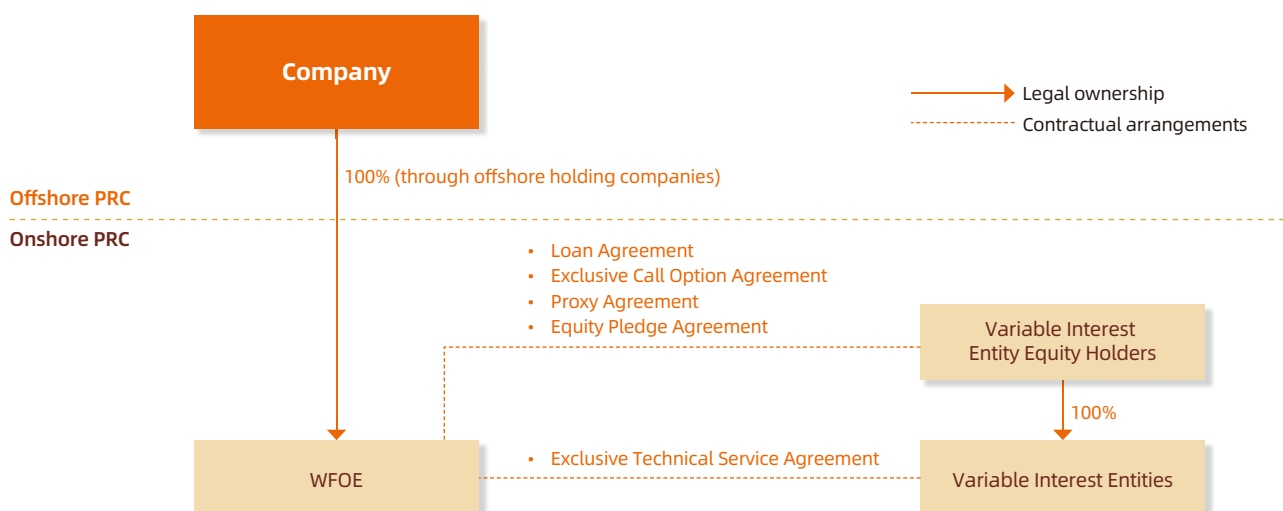 Company
Legal ownership
Contractual arrangements
100% (through offshore holding companies)
Offshore PRC
Onshore PRC
• Loan Agreement
• Exclusive Call Option Agreement
• Proxy Agreement
• Equity Pledge Agreement
Variable Interest
Entity Equity Holders
100%
WFOE
• Exclusive Technical Service Agreement
Variable Interest Entities